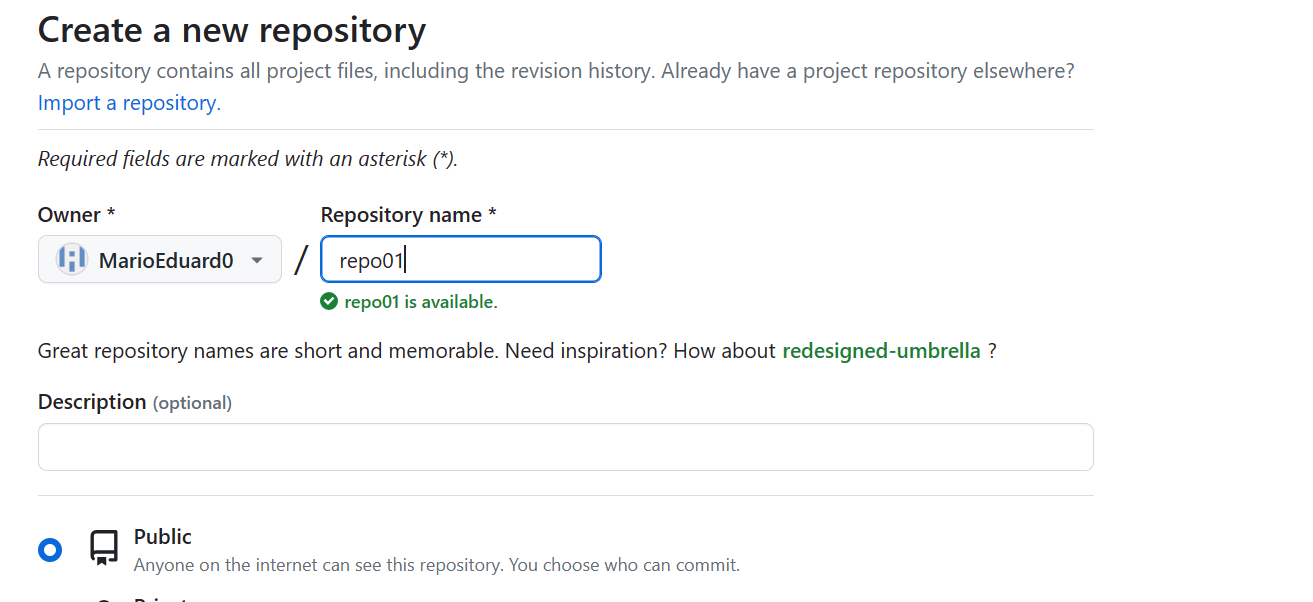 Create a new repository
A repository contains all project files, including the revision history. Already have a project repository elsewhere?
Import a repository.
Required fields are marked with an asterisk (*).
Owner * Repository name *
MarioEduard0 / repo01
repo01 is available.
Great repository names are short and memorable. Need inspiration? How about redesigned-umbrella ?
Description (optional)
Public
Anyone on the internet can see this repository. You choose who can commit.